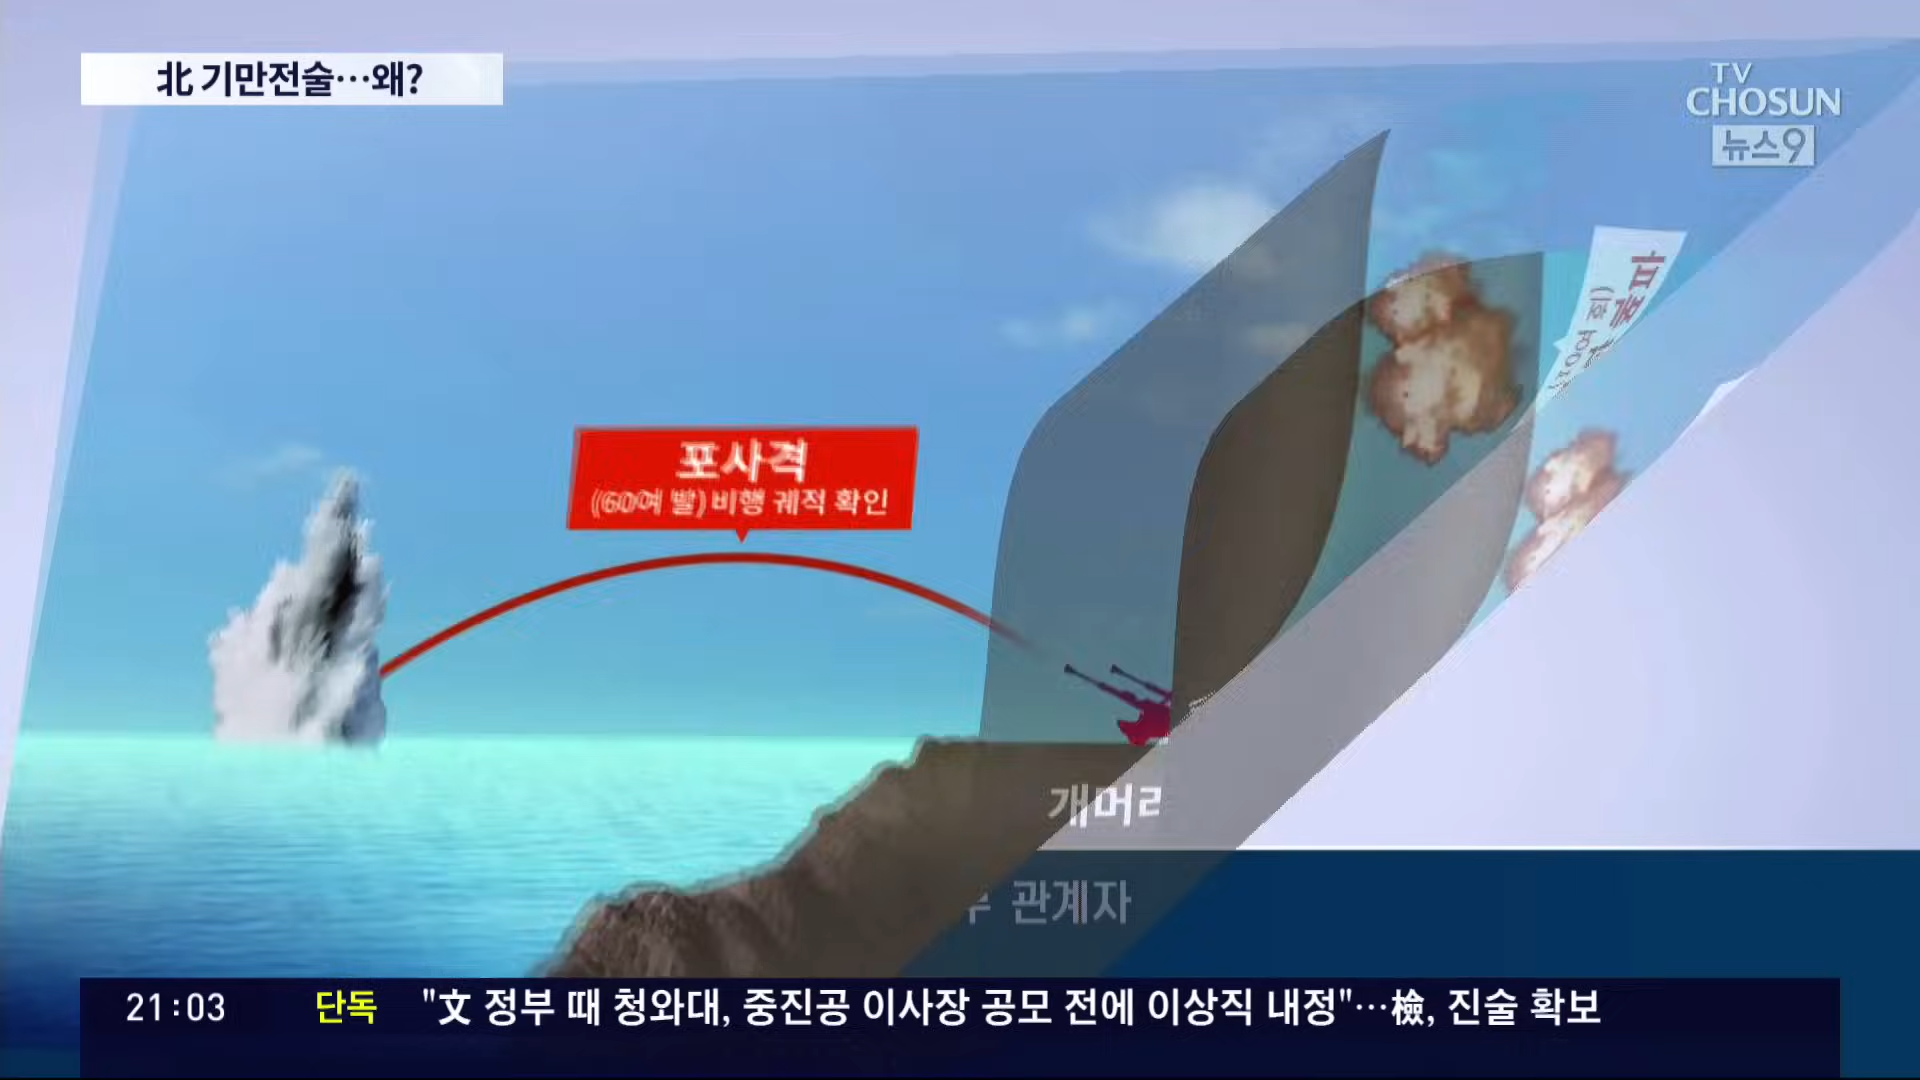 北 기만전술…왜?
TV
CHOSUN
뉴스9
포사격
(60여 발) 비행 궤적 확인
개머리
관계자
21:03 단독 "文 정부 때 청와대, 중진공 이사장 공모 전에 이상직 내정"…檢, 진술 확보